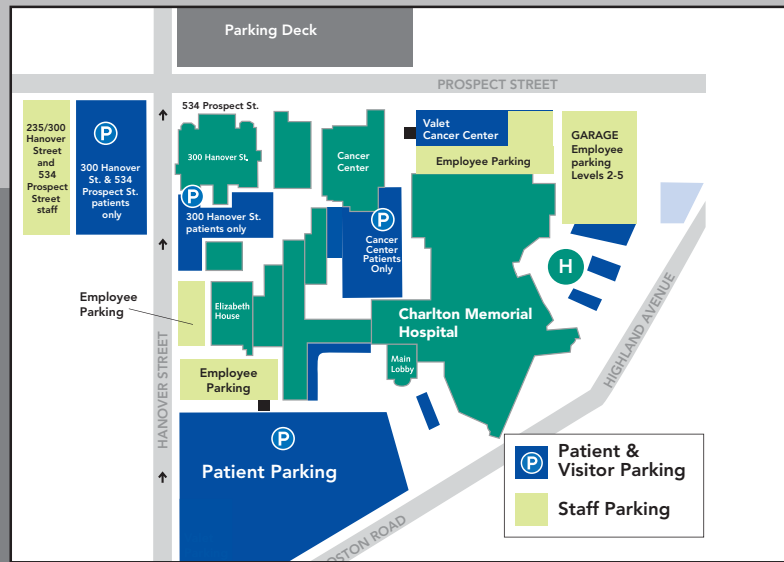 Parking Deck
PROSPECT STREET
534 Prospect St.
235/300
Hanover
Street
and
534
Prospect
Street
staff
P
300 Hanover
St. & 534
Prospect St.
patients
only
300 Hanover St.
Cancer
Center
Valet
Cancer Center
Employee Parking
GARAGE
Employee
parking
Levels 2-5
P
300 Hanover St.
patients only
P
Cancer
Center
Patients
Only
H
Employee
Parking
Elizabeth
House
Charlton Memorial
Hospital
Main
Lobby
Employee
Parking
HANOVER STREET
HIGHLAND AVENUE
P
Patient Parking
OSTON ROAD
P
Patient &
Visitor Parking
Staff Parking